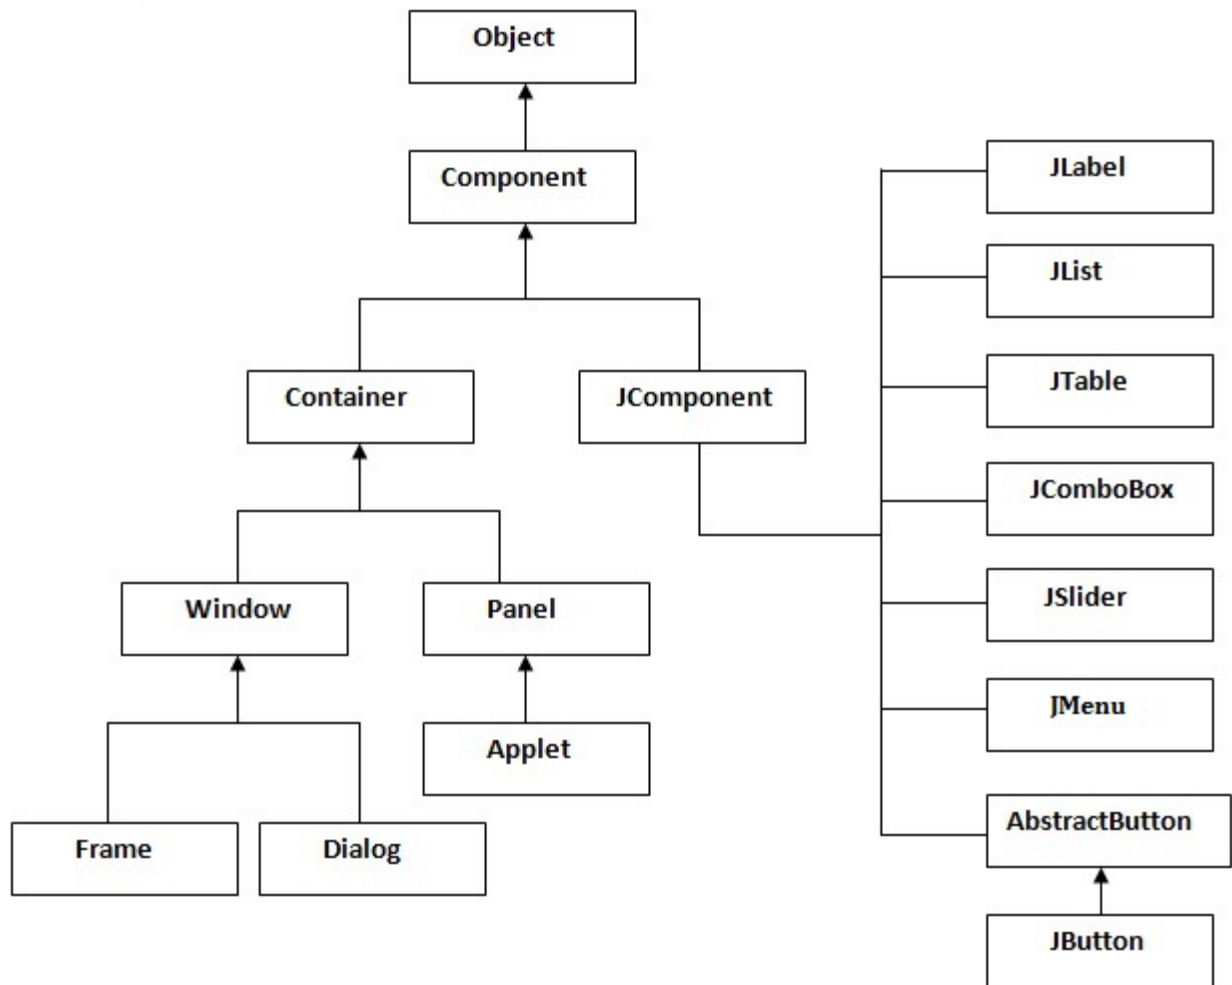 Object
Component
Container
JComponent
Window
Panel
Frame
Dialog
Applet
JLabel
JList
JTable
JComboBox
JSlider
JMenu
AbstractButton
JButton